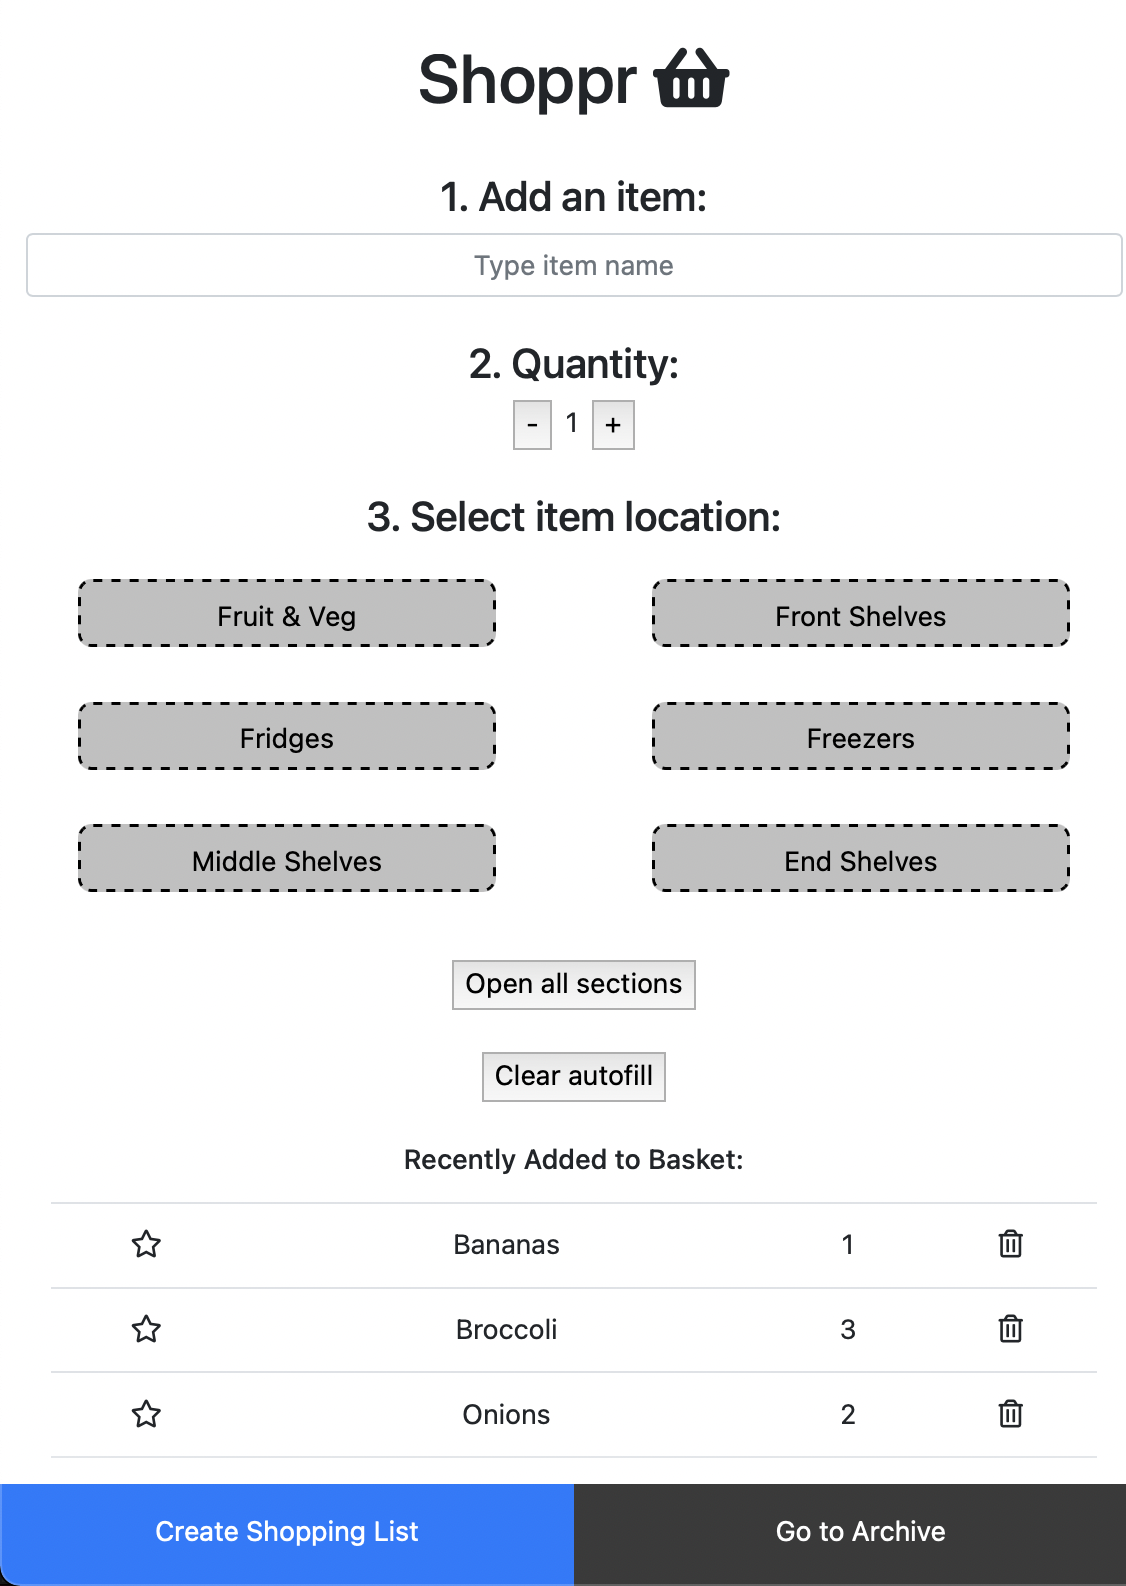 Shoppr
1. Add an item:
Type item name
2. Quantity:
- 1 +
3. Select item location:
Fruit & Veg Front Shelves
Fridges Freezers
Middle Shelves End Shelves
Open all sections
Clear autofill
Recently Added to Basket:
Bananas 1
Broccoli 3
Onions 2
Create Shopping List Go to Archive